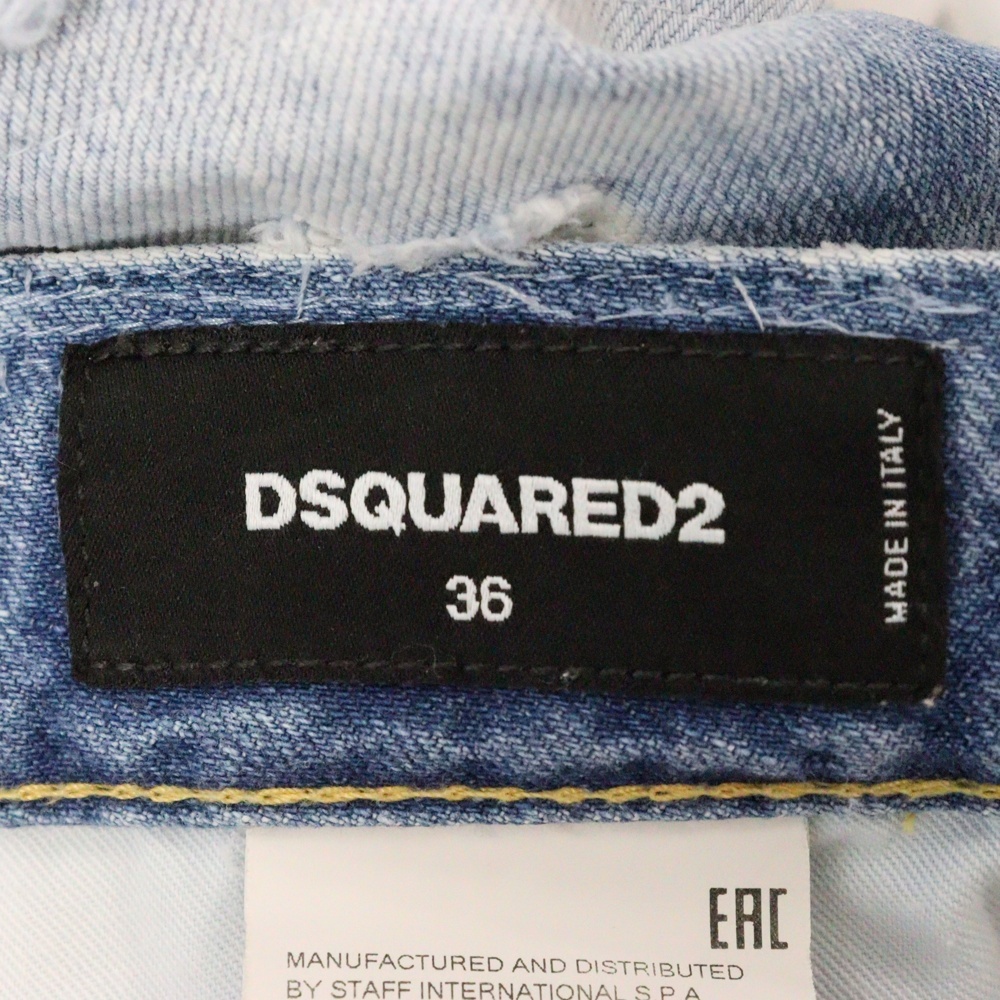 DSQUARED2
36
MADE IN ITALY
EAC
MANUFACTURED AND DISTRIBUTED
BY STAFF INTERNATIONAL S.P.A